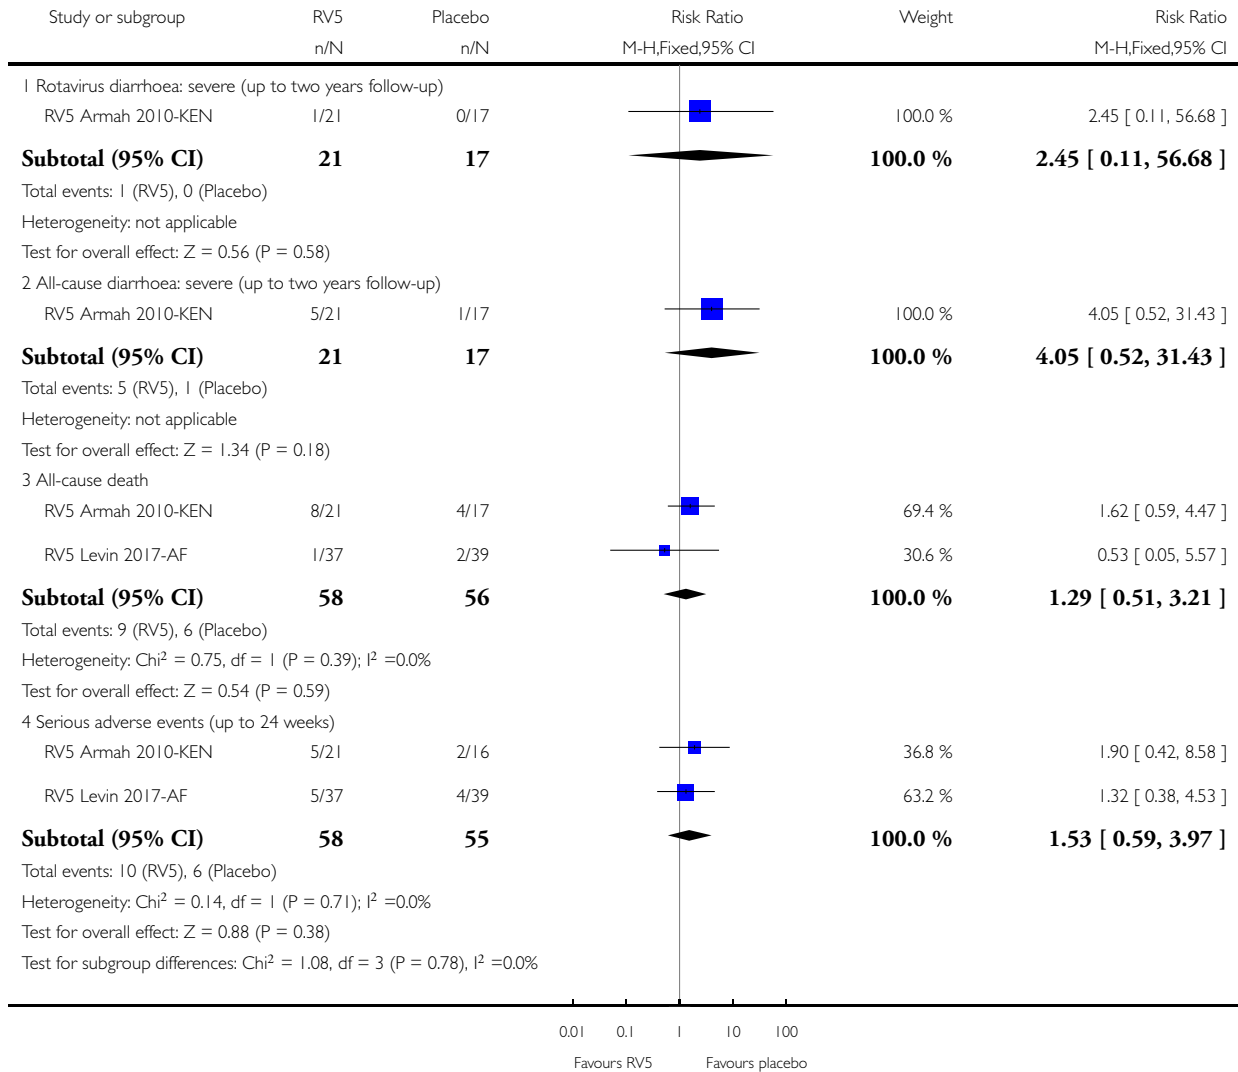 Study or subgroup RV5 Placebo Risk Ratio Weight Risk Ratio
n/N n/N M-H,Fixed,95% CI M-H,Fixed,95% CI
1 Rotavirus diarrhoea: severe (up to two years follow-up)
RV5 Armah 2010-KEN 1/21 0/17 100.0 % 2.45 [ 0.11, 56.68 ]
Subtotal (95% CI) 21 17 100.0 % 2.45 [ 0.11, 56.68 ]
Total events: 1 (RV5), 0 (Placebo)
Heterogeneity: not applicable
Test for overall effect: Z = 0.56 (P = 0.58)
2 All-cause diarrhoea: severe (up to two years follow-up)
RV5 Armah 2010-KEN 5/21 1/17 100.0 % 4.05 [ 0.52, 31.43 ]
Subtotal (95% CI) 21 17 100.0 % 4.05 [ 0.52, 31.43 ]
Total events: 5 (RV5), 1 (Placebo)
Heterogeneity: not applicable
Test for overall effect: Z = 1.34 (P = 0.18)
3 All-cause death
RV5 Armah 2010-KEN 8/21 4/17 69.4 % 1.62 [ 0.59, 4.47 ]
RV5 Levin 2017-AF 1/37 2/39 30.6 % 0.53 [ 0.05, 5.57 ]
Subtotal (95% CI) 58 56 100.0 % 1.29 [ 0.51, 3.21 ]
Total events: 9 (RV5), 6 (Placebo)
Heterogeneity: Chi² = 0.75, df = 1 (P = 0.39); I² =0.0%
Test for overall effect: Z = 0.54 (P = 0.59)
4 Serious adverse events (up to 24 weeks)
RV5 Armah 2010-KEN 5/21 2/16 36.8 % 1.90 [ 0.42, 8.58 ]
RV5 Levin 2017-AF 5/37 4/39 63.2 % 1.32 [ 0.38, 4.53 ]
Subtotal (95% CI) 58 55 100.0 % 1.53 [ 0.59, 3.97 ]
Total events: 10 (RV5), 6 (Placebo)
Heterogeneity: Chi² = 0.14, df = 1 (P = 0.71); I² =0.0%
Test for overall effect: Z = 0.88 (P = 0.38)
Test for subgroup differences: Chi² = 1.08, df = 3 (P = 0.78), I² =0.0%
0.01 0.1 1 10 100
Favours RV5 Favours placebo